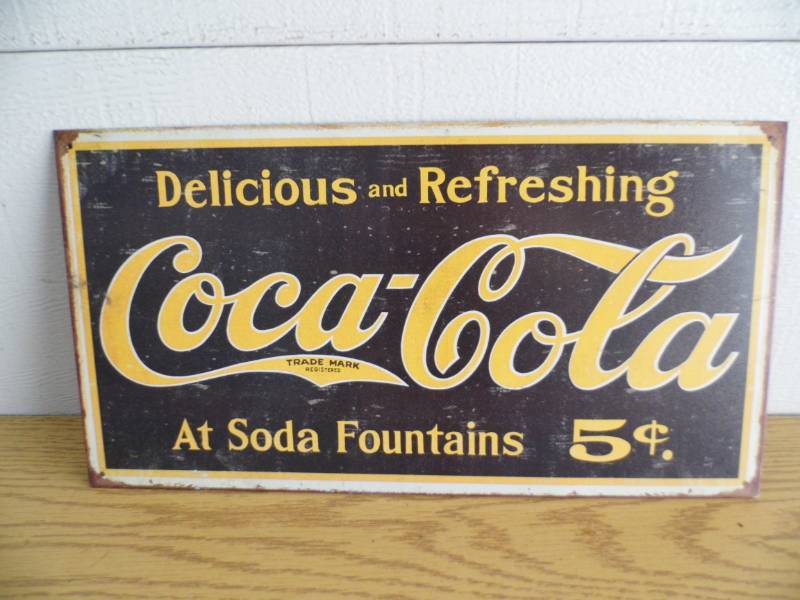 Delicious and Refreshing
Coca-Cola
TRADE MARK
REGISTERED
At Soda Fountains 5¢.